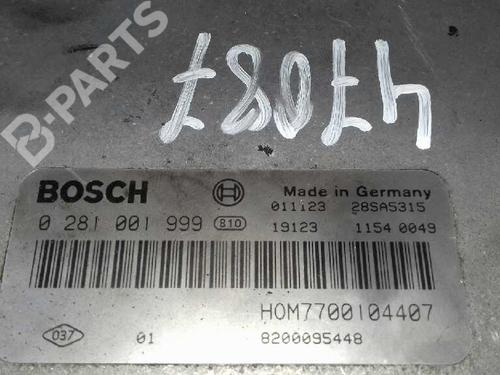 B-PARTS
47087
BOSCH
Made in Germany
0 281 001 999 810
011123 28SA5315
19123 1154 0049
HOM7700104407
037 01 8200095448